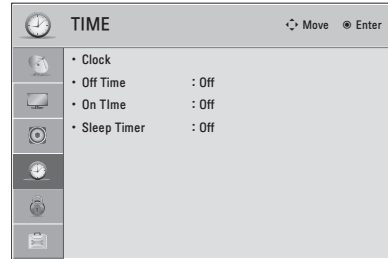 TIME Move Enter
• Clock
• Off Time : Off
• On TIme : Off
• Sleep Timer : Off